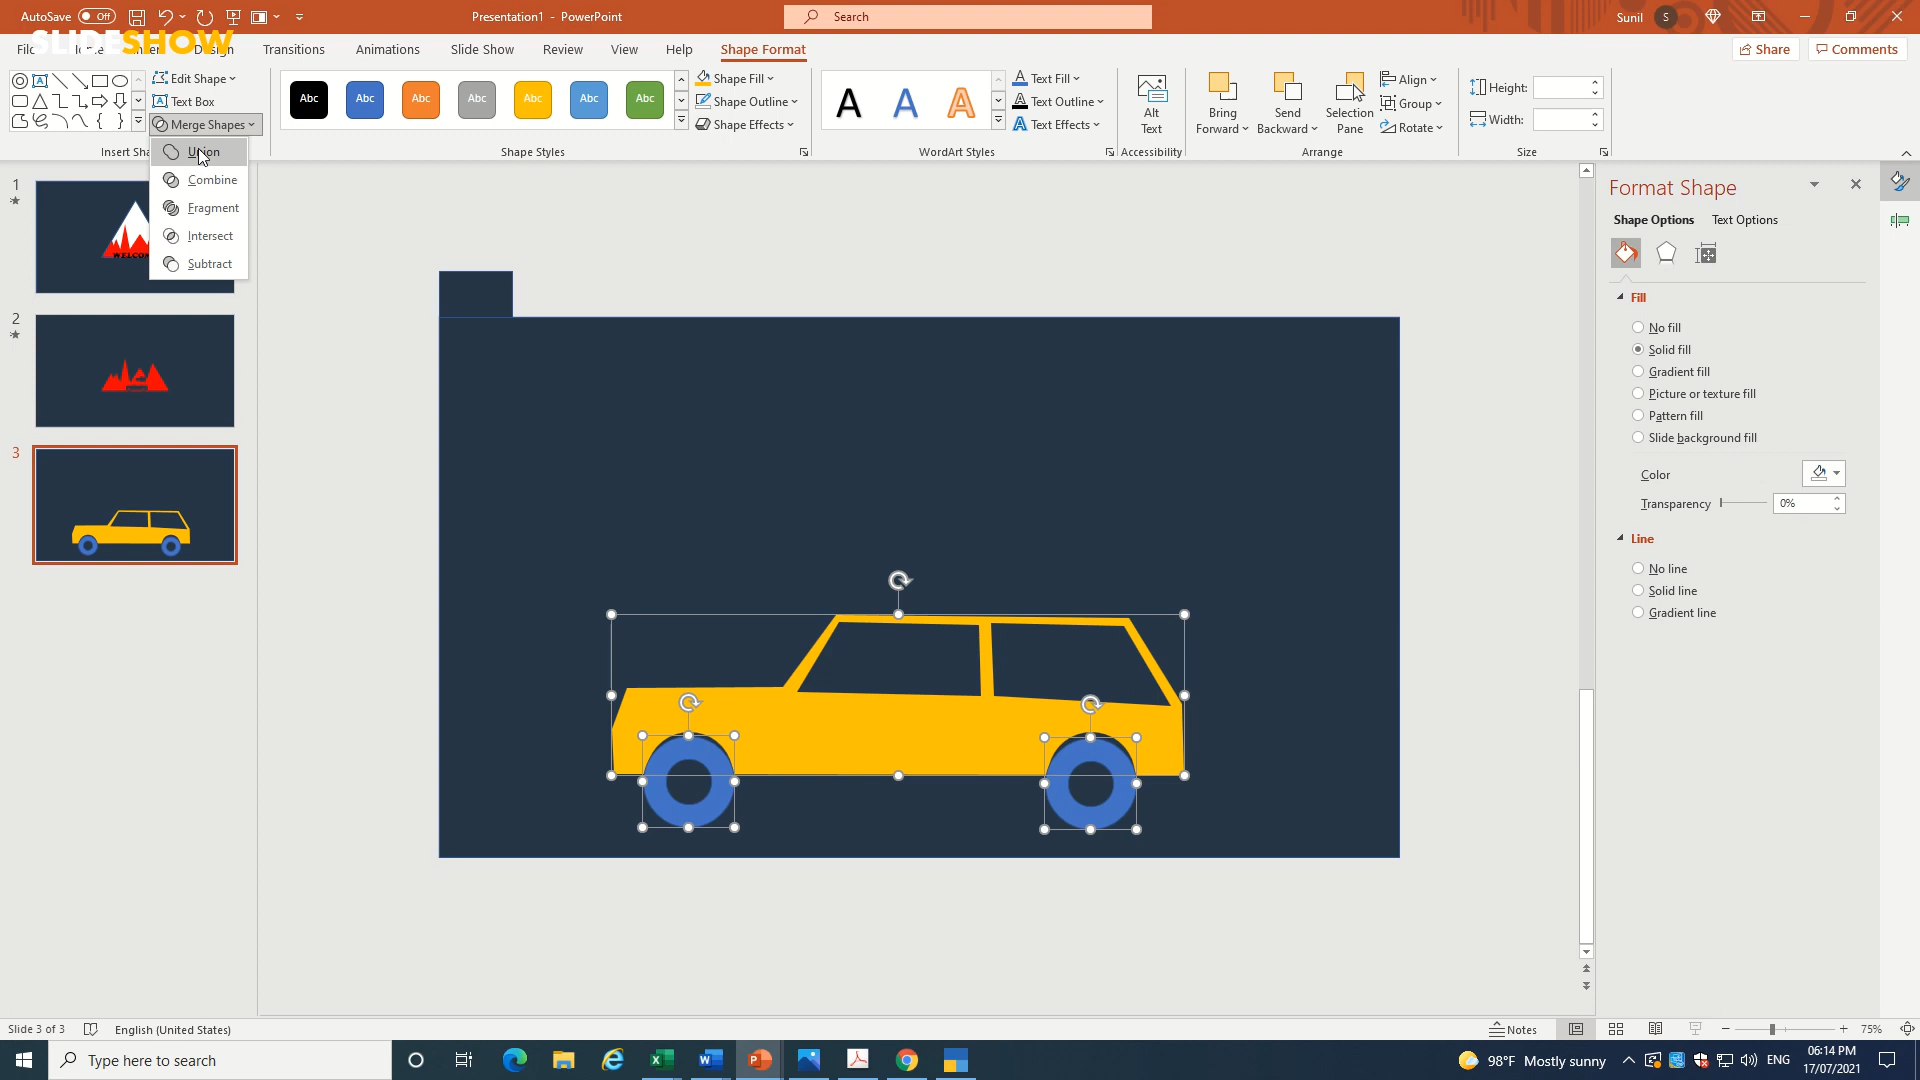 AutoSave Off
Presentation1 - PowerPoint
Search
Sunil S
SLIDESHOW
Transitions Animations Slide Show Review View Help Shape Format
Share Comments
Edit Shape
Text Box
Merge Shapes
Union
Combine
Fragment
Intersect
Subtract
Abc Abc Abc Abc Abc Abc Abc
Shape Fill
Shape Outline
Shape Effects
Shape Styles
A A A
Text Fill
Text Outline
Text Effects
WordArt Styles
Alt
Text
Accessibility
Bring
Forward
Send
Backward
Selection
Pane
Align
Group
Rotate
Arrange
Height:
Width:
Size
1
2
3
Format Shape
Shape Options Text Options
Fill
No fill
Solid fill
Gradient fill
Picture or texture fill
Pattern fill
Slide background fill
Color
Transparency 0%
Line
No line
Solid line
Gradient line
Slide 3 of 3 English (United States)
Notes 75%
Type here to search
98°F Mostly sunny
ENG
06:14 PM
17/07/2021